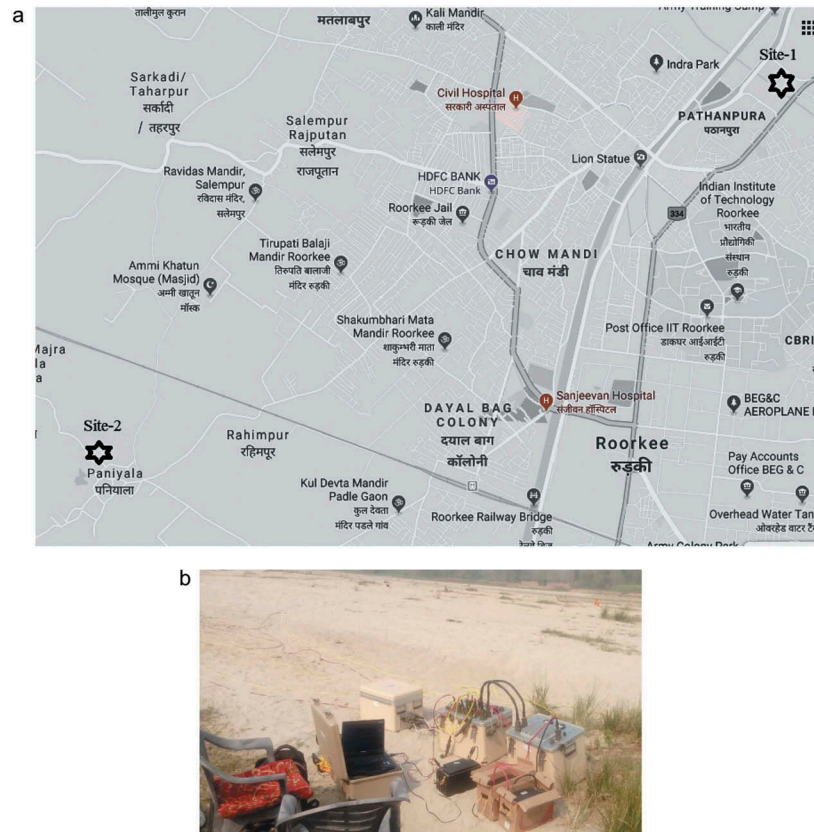 a
तालीमुल कुरान
मतलाबपुर
Kali Mandir
काली मंदिर
Army Training Camp
Site-1
Indra Park
Sarkadi/
Taharpur
सरकादी
/ तहरपुर
Civil Hospital
सरकारी अस्पताल
PATHANPURA
पठानपुरा
Salempur
Rajputan
सलेमपुर
राजपूतान
Lion Statue
Ravidas Mandir,
Salempur
रविदास मंदिर,
सलेमपुर
HDFC BANK
HDFC Bank
Indian Institute
of Technology
Roorkee
भारतीय
प्रौद्योगिकी
संस्थान
रुड़की
Roorkee Jail
रूड़की जेल
334
Tirupati Balaji
Mandir Roorkee
तिरुपति बालाजी
मंदिर रुड़की
CHOW MANDI
चाव मंडी
Ammi Khatun
Mosque (Masjid)
अम्मी खातून
मॉस्क
Shakumbhari Mata
Mandir Roorkee
शाकुम्भरी माता
मंदिर रुड़की
Post Office IIT Roorkee
डाकघर आईआईटी
रुड़की
CBRI
Majra
la
a
Sanjeevan Hospital
संजीवन हॉस्पिटल
BEG&C
AEROPLANE
DAYAL BAG
COLONY
दयाल बाग
कॉलोनी
Site-2
Rahimpur
रहिमपूर
Roorkee
रुड़की
Paniyala
पनियाला
Pay Accounts
Office BEG & C
Kul Devta Mandir
Padle Gaon
कुल देवता
मंदिर पडले गांव
Roorkee Railway Bridge
रुड़की
Overhead Water Tan
ओवरहेड वाटर टैं
Army Colony Park
b